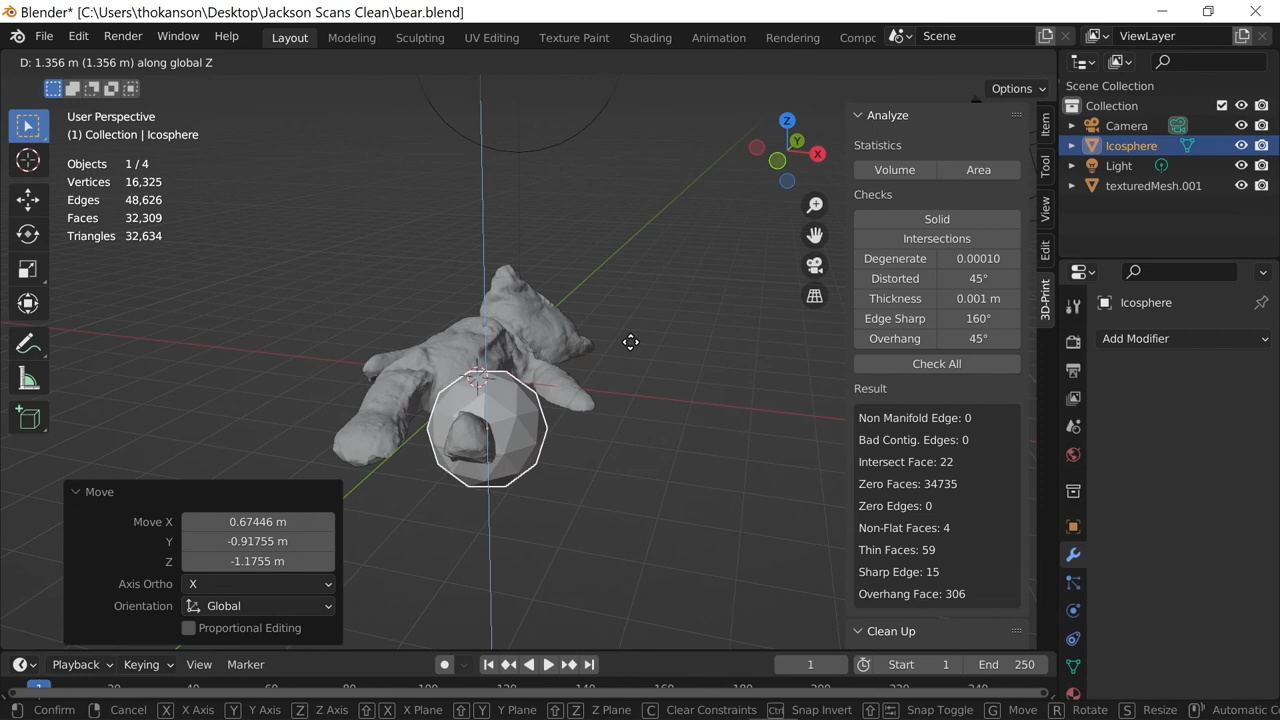 Blender* [C:\Users\thokanson\Desktop\Jackson Scans Clean\bear.blend]
File Edit Render Window Help Layout Modeling Sculpting UV Editing Texture Paint Shading Animation Rendering Compc Scene ViewLayer
D: 1.356 m (1.356 m) along global Z
Options
User Perspective
(1) Collection | Icosphere
Objects 1 / 4
Vertices 16,325
Edges 48,626
Faces 32,309
Triangles 32,634
Z
Y
X
Analyze
Statistics
Volume Area
Checks
Solid
Intersections
Degenerate 0.00010
Distorted 45°
Thickness 0.001 m
Edge Sharp 160°
Overhang 45°
Check All
Result
Non Manifold Edge: 0
Bad Contig. Edges: 0
Intersect Face: 22
Zero Faces: 34735
Zero Edges: 0
Non-Flat Faces: 4
Thin Faces: 59
Sharp Edge: 15
Overhang Face: 306
Clean Up
Item
Tool
View
Edit
3D-Print
Scene Collection
Collection
Camera
Icosphere
Light
texturedMesh.001
Icosphere
Add Modifier
Move
Move X 0.67446 m
Y -0.91755 m
Z -1.1755 m
Axis Ortho X
Orientation Global
Proportional Editing
Playback Keying View Marker 1 Start 1 End 250
1
Confirm Cancel X X Axis Y Y Axis Z Z Axis X X Plane Y Y Plane Z Z Plane C Clear Constraints Ctrl Snap Invert Snap Toggle G Move R Rotate S Resize Automatic C